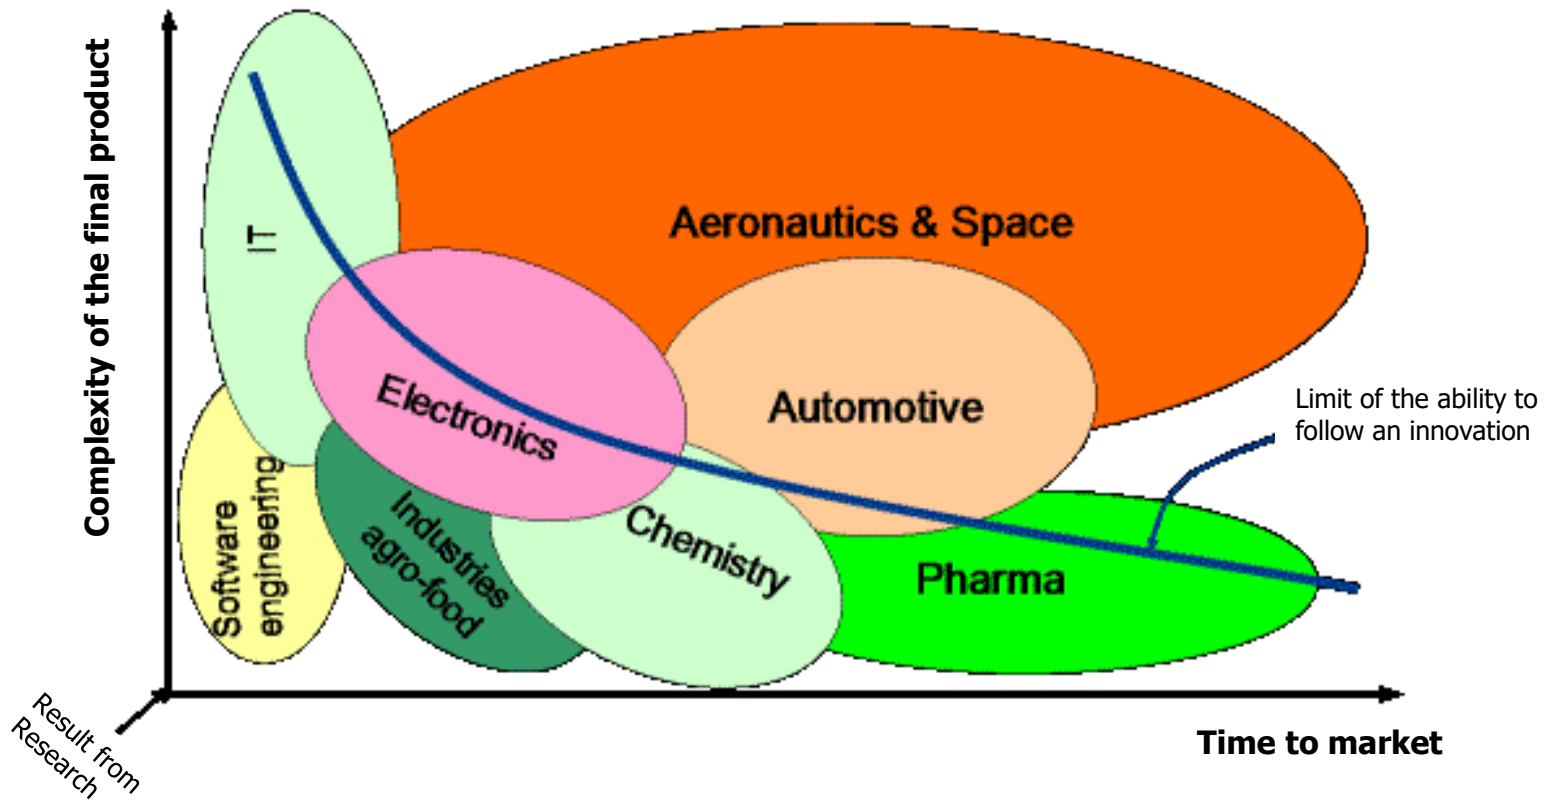 Complexity of the final product
IT
Aeronautics & Space
Electronics
Automotive
Limit of the ability to
follow an innovation
Software
engineering
Industries
agro-food
Chemistry
Pharma
Result from
Research
Time to market